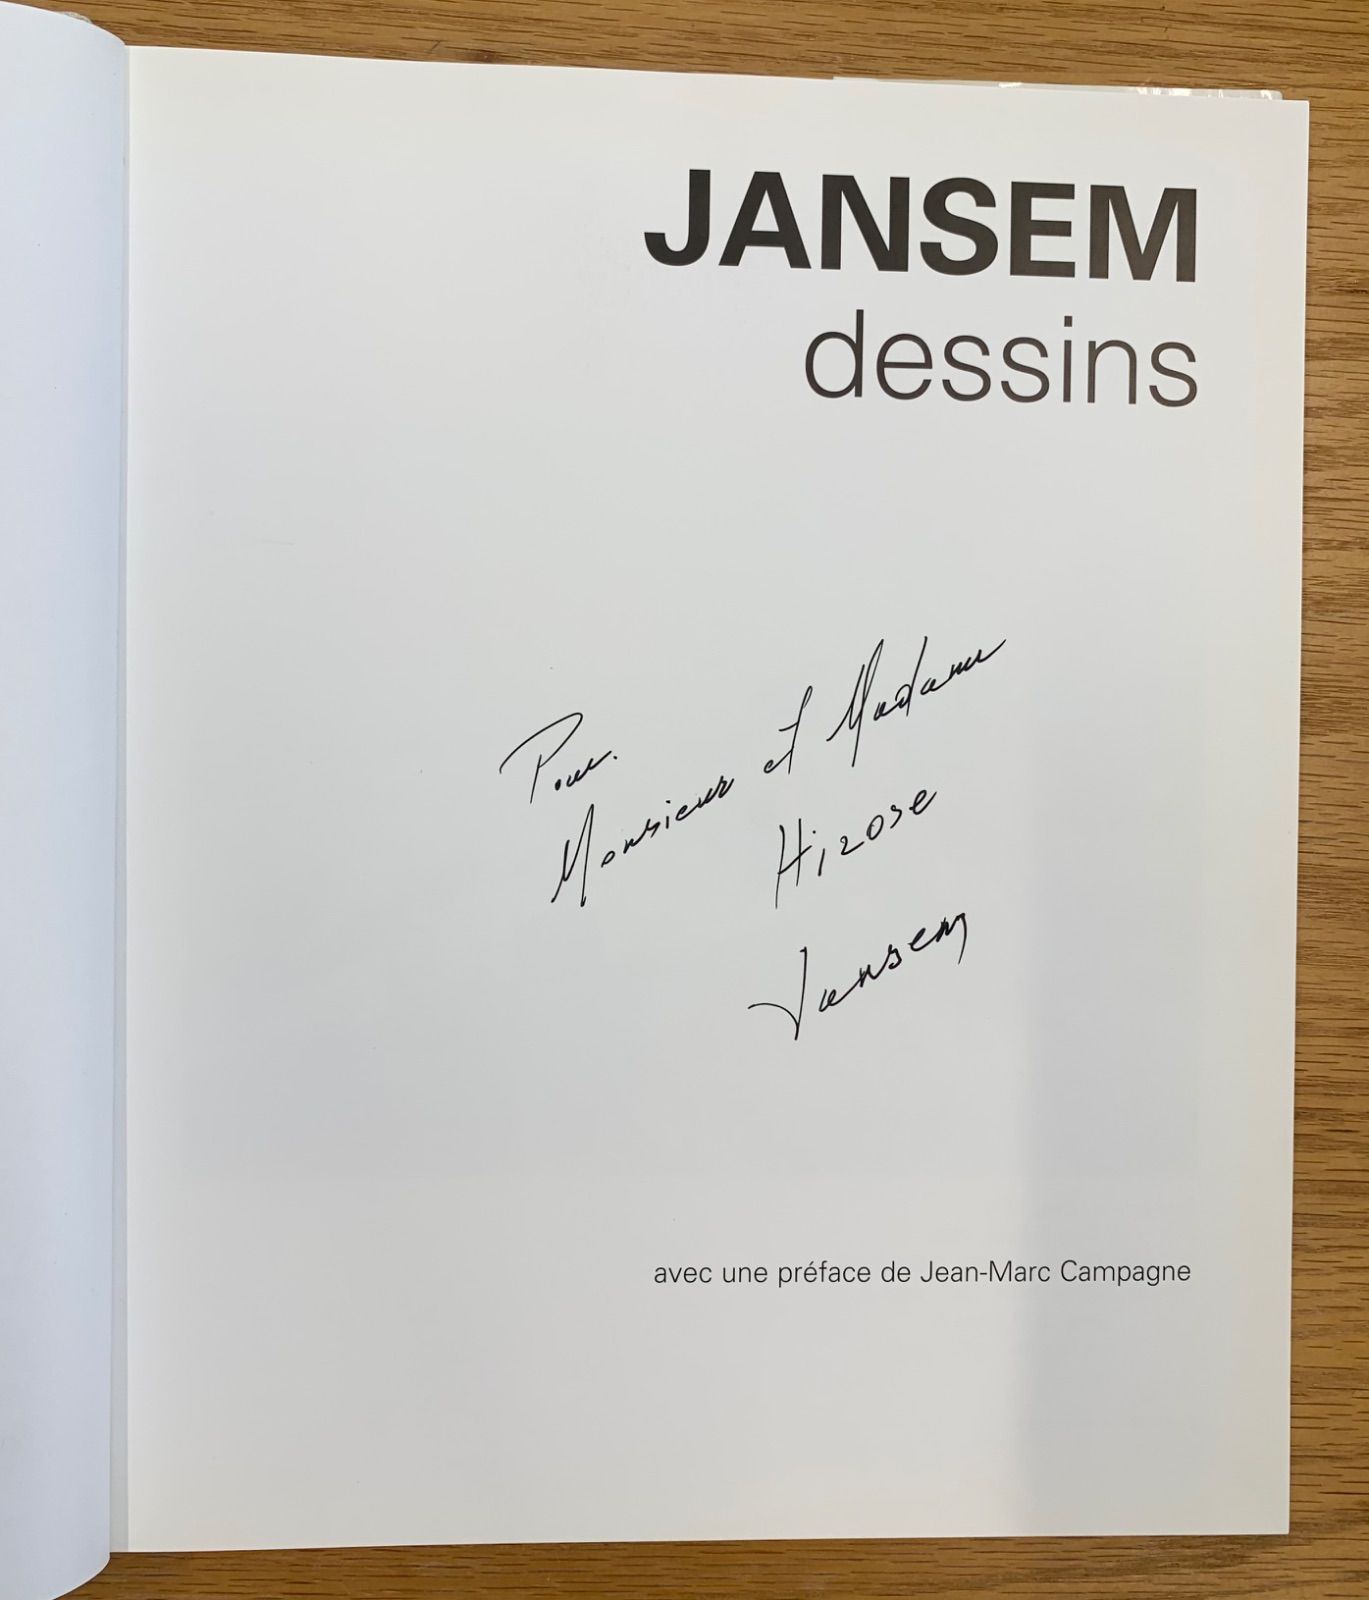 JANSEM
dessins
Pour
Monsieur et Madame
Hirose
Jansem
avec une préface de Jean-Marc Campagne